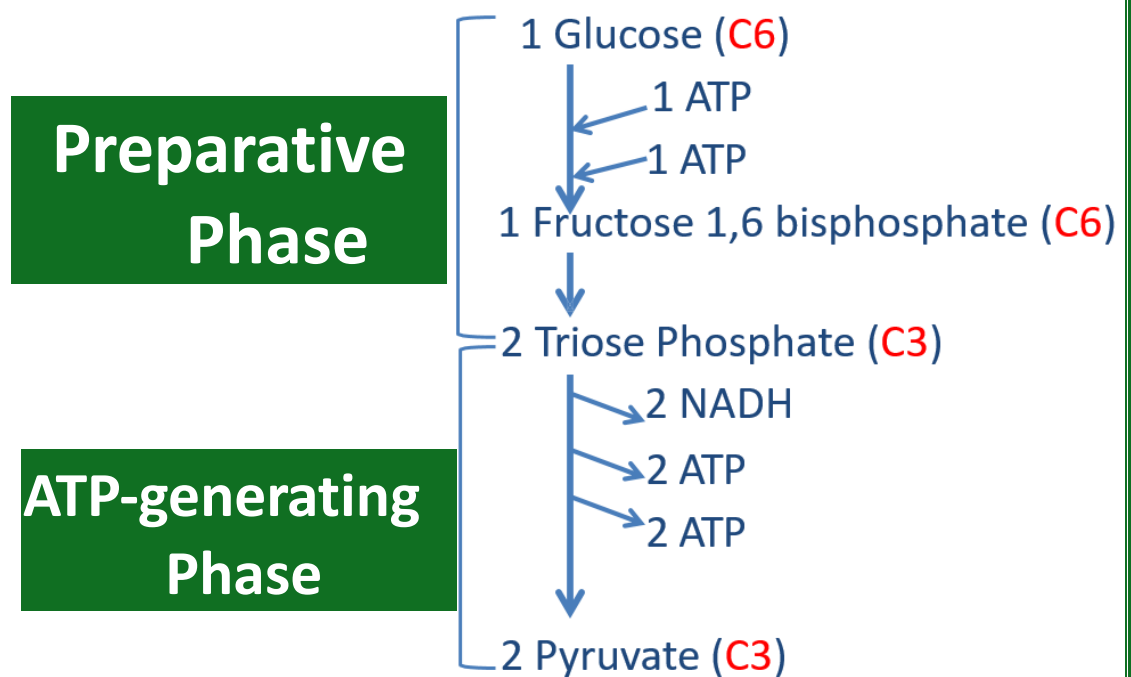 1 Glucose (C6)
1 ATP
1 ATP
Preparative
Phase
1 Fructose 1,6 bisphosphate (C6)
2 Triose Phosphate (C3)
2 NADH
2 ATP
2 ATP
ATP-generating
Phase
2 Pyruvate (C3)